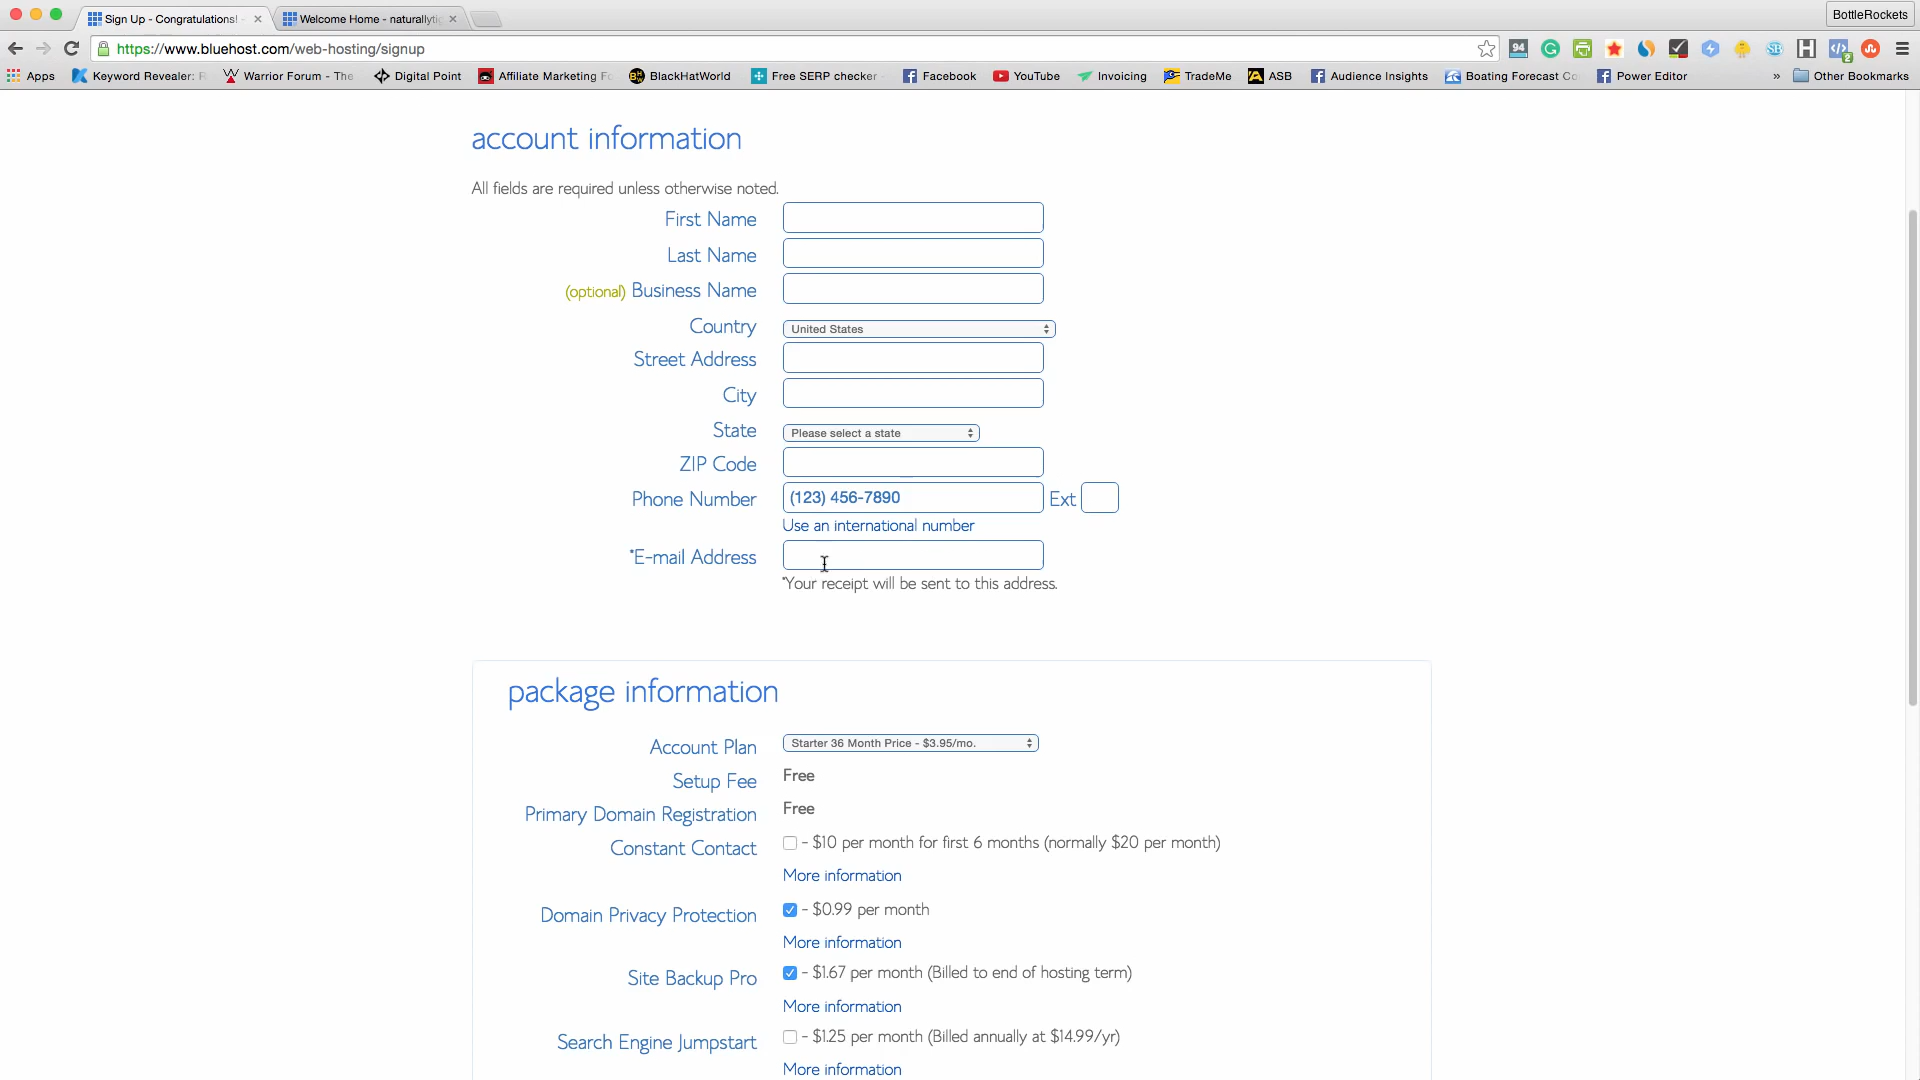 Sign Up - Congratulations!
Welcome Home - naturallytig
BottleRockets
https://www.bluehost.com/web-hosting/signup
94
2
Apps
Keyword Revealer: R
Warrior Forum - The
Digital Point
Affiliate Marketing Fo
BlackHatWorld
Free SERP checker
Facebook
YouTube
Invoicing
TradeMe
ASB
Audience Insights
Boating Forecast Co
Power Editor
»
Other Bookmarks
account information
All fields are required unless otherwise noted.
First Name
Last Name
(optional) Business Name
Country United States
Street Address
City
State Please select a state
ZIP Code
Phone Number (123) 456-7890 Ext
Use an international number
*E-mail Address
*Your receipt will be sent to this address.
package information
Account Plan Starter 36 Month Price - $3.95/mo.
Setup Fee Free
Primary Domain Registration Free
Constant Contact - $10 per month for first 6 months (normally $20 per month)
More information
Domain Privacy Protection - $0.99 per month
More information
Site Backup Pro - $1.67 per month (Billed to end of hosting term)
More information
Search Engine Jumpstart - $1.25 per month (Billed annually at $14.99/yr)
More information